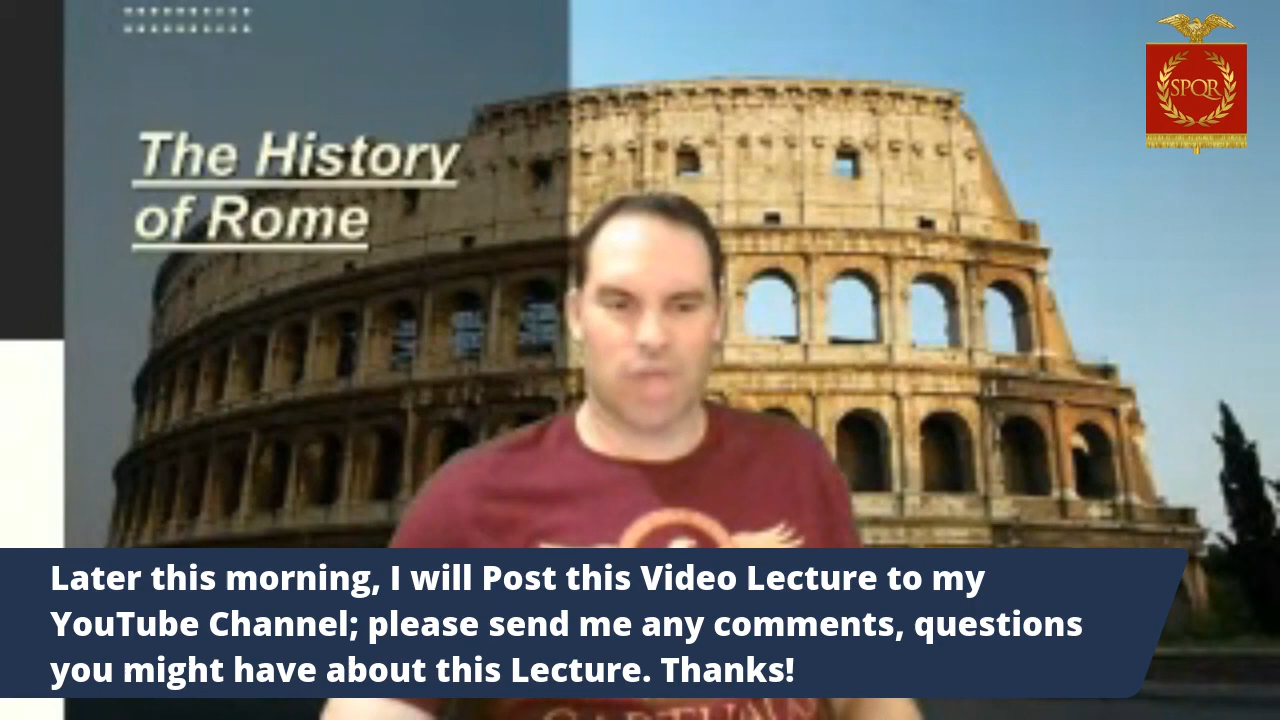 The History
of Rome
SPQR
Later this morning, I will Post this Video Lecture to my
YouTube Channel; please send me any comments, questions
you might have about this Lecture. Thanks!